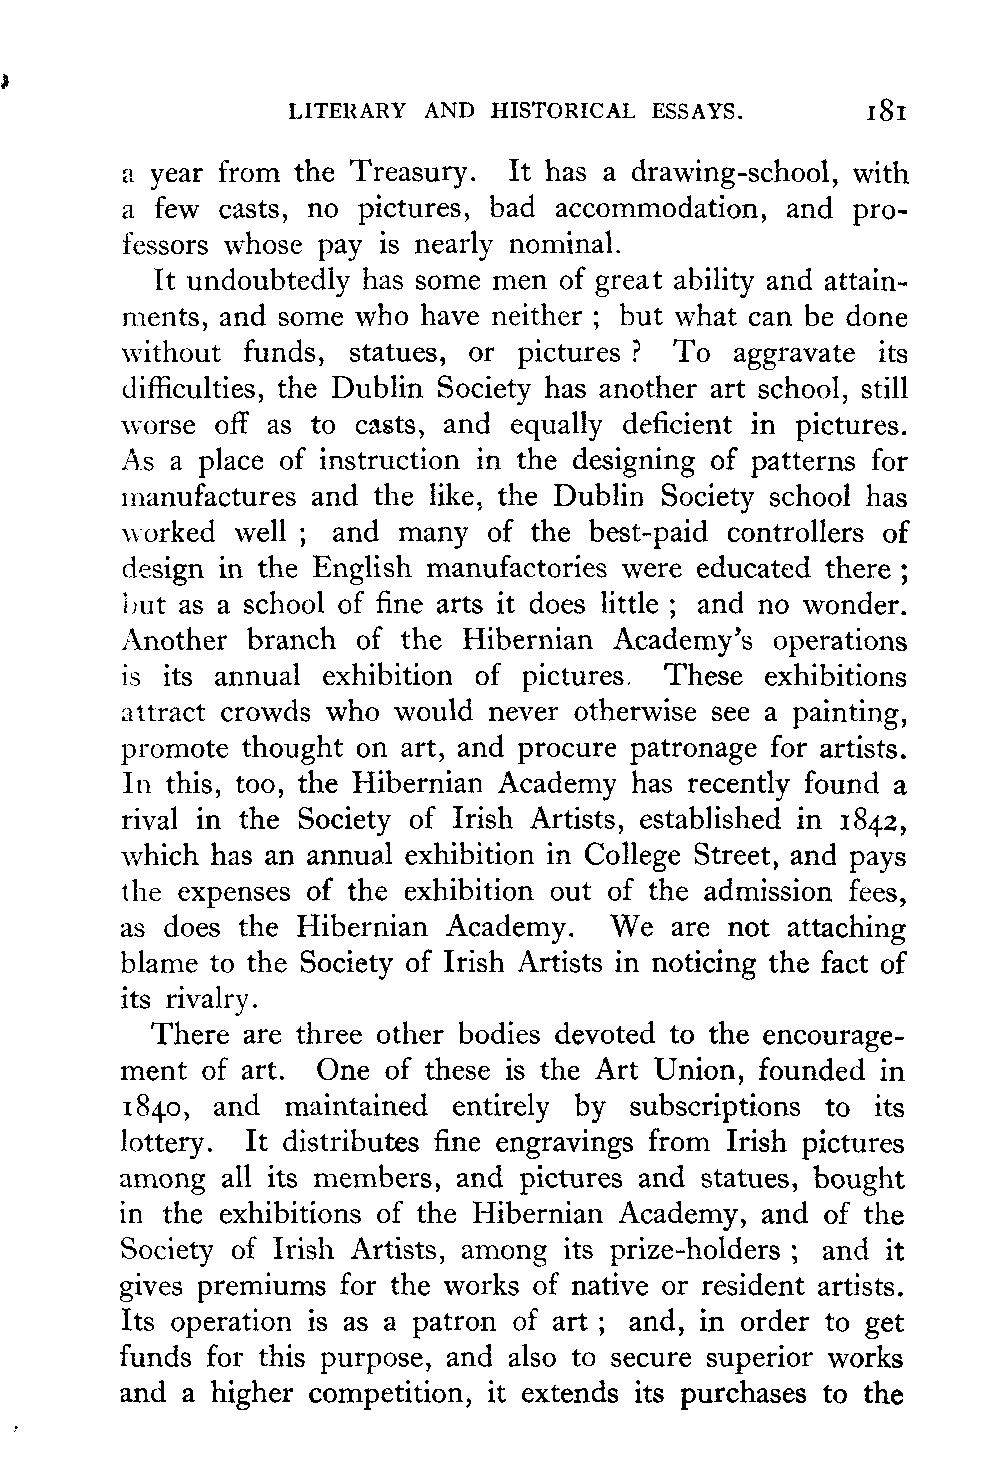 LITERARY AND HISTORICAL ESSAYS. 181
a year from the Treasury. It has a drawing-school, with
a few casts, no pictures, bad accommodation, and pro-
fessors whose pay is nearly nominal.
It undoubtedly has some men of great ability and attain-
ments, and some who have neither ; but what can be done
without funds, statues, or pictures ? To aggravate its
difficulties, the Dublin Society has another art school, still
worse off as to casts, and equally deficient in pictures.
As a place of instruction in the designing of patterns for
manufactures and the like, the Dublin Society school has
worked well ; and many of the best-paid controllers of
design in the English manufactories were educated there ;
but as a school of fine arts it does little ; and no wonder.
Another branch of the Hibernian Academy's operations
is its annual exhibition of pictures. These exhibitions
attract crowds who would never otherwise see a painting,
promote thought on art, and procure patronage for artists.
In this, too, the Hibernian Academy has recently found a
rival in the Society of Irish Artists, established in 1842,
which has an annual exhibition in College Street, and pays
the expenses of the exhibition out of the admission fees,
as does the Hibernian Academy. We are not attaching
blame to the Society of Irish Artists in noticing the fact of
its rivalry.
There are three other bodies devoted to the encourage-
ment of art. One of these is the Art Union, founded in
1840, and maintained entirely by subscriptions to its
lottery. It distributes fine engravings from Irish pictures
among all its members, and pictures and statues, bought
in the exhibitions of the Hibernian Academy, and of the
Society of Irish Artists, among its prize-holders ; and it
gives premiums for the works of native or resident artists.
Its operation is as a patron of art ; and, in order to get
funds for this purpose, and also to secure superior works
and a higher competition, it extends its purchases to the